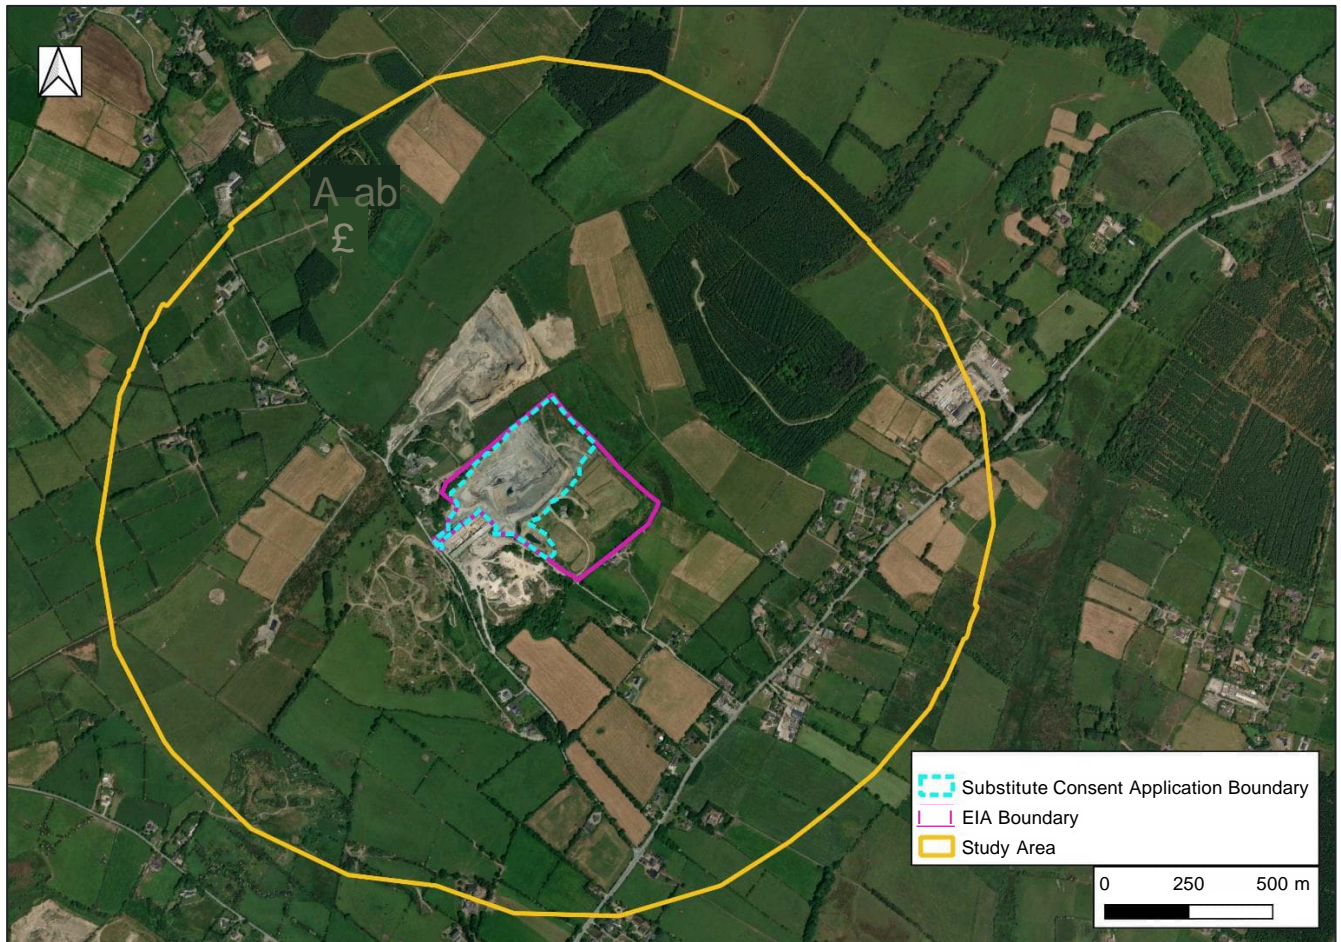 A ab
£
Substitute Consent Application Boundary
EIA Boundary
Study Area
0 250 500 m